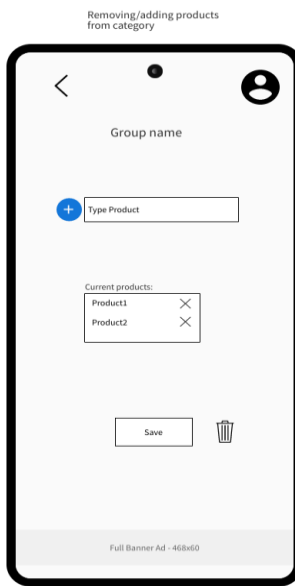 Removing/adding products
from category
Group name
Type Product
Current products:
Product1
Product2
Save
Full Banner Ad - 468x60